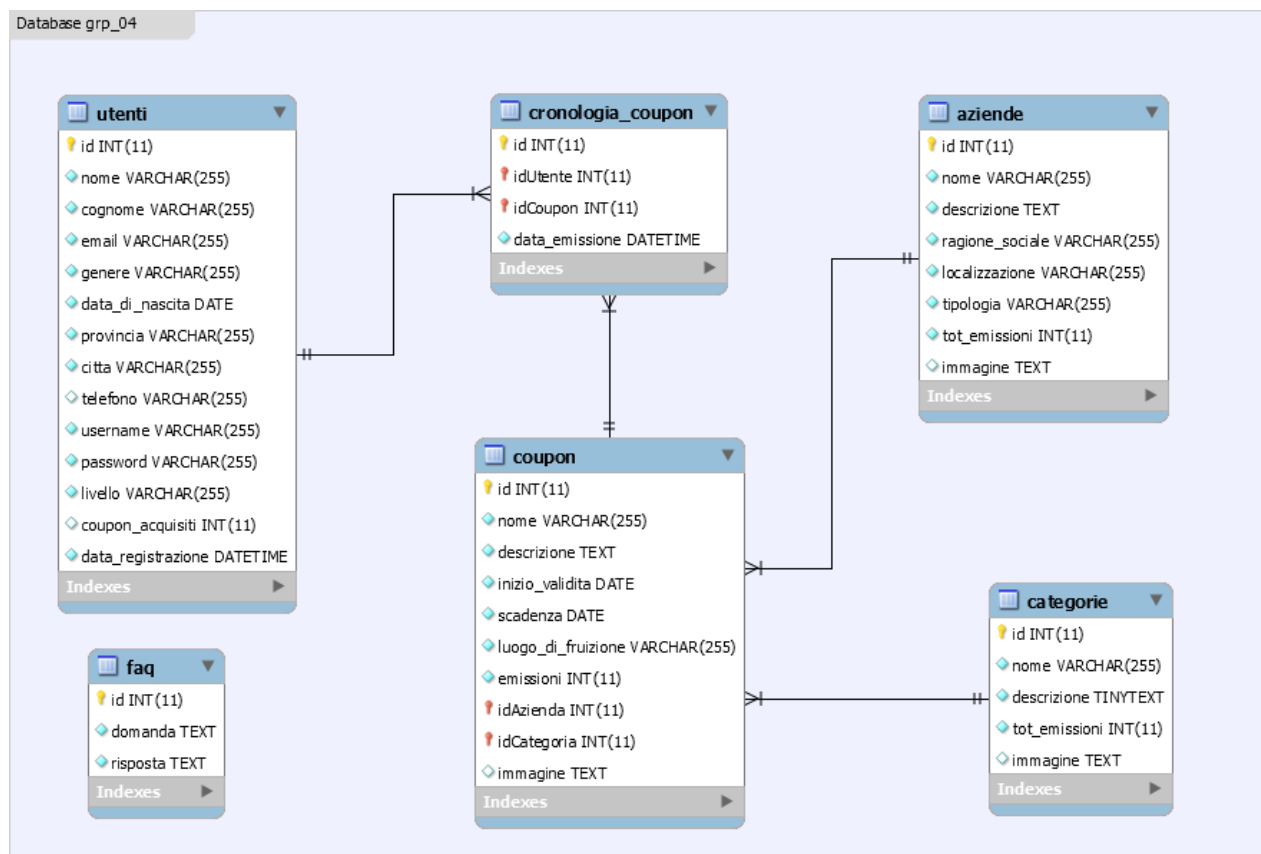 Database grp_04
utenti
id INT(11)
nome VARCHAR(255)
cognome VARCHAR(255)
email VARCHAR(255)
genere VARCHAR(255)
data_di_nascita DATE
provincia VARCHAR(255)
citta VARCHAR(255)
telefono VARCHAR(255)
username VARCHAR(255)
password VARCHAR(255)
livello VARCHAR(255)
coupon_acquisiti INT(11)
data_registrazione DATETIME
Indexes
cronologia_coupon
id INT(11)
idUtente INT(11)
idCoupon INT(11)
data_emissione DATETIME
Indexes
aziende
id INT(11)
nome VARCHAR(255)
descrizione TEXT
ragione_sociale VARCHAR(255)
localizzazione VARCHAR(255)
tipologia VARCHAR(255)
tot_emissioni INT(11)
immagine TEXT
Indexes
coupon
id INT(11)
nome VARCHAR(255)
descrizione TEXT
inizio_validita DATE
scadenza DATE
luogo_di_fruizione VARCHAR(255)
emissioni INT(11)
idAzienda INT(11)
idCategoria INT(11)
immagine TEXT
Indexes
categorie
id INT(11)
nome VARCHAR(255)
descrizione TINYTEXT
tot_emissioni INT(11)
immagine TEXT
Indexes
faq
id INT(11)
domanda TEXT
risposta TEXT
Indexes